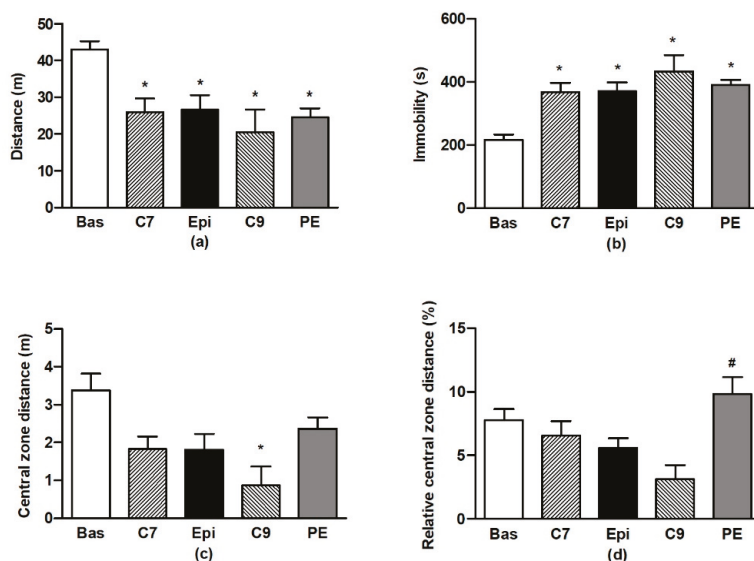 50
40
30
20
10
0
Distance (m)
* * * *
Bas C7 Epi C9 PE
(a)
600
400
200
0
Immobility (s)
* * * *
Bas C7 Epi C9 PE
(b)
5
4
3
2
1
0
Central zone distance (m)
*
Bas C7 Epi C9 PE
(c)
15
10
5
0
Relative central zone distance (%)
#
Bas C7 Epi C9 PE
(d)